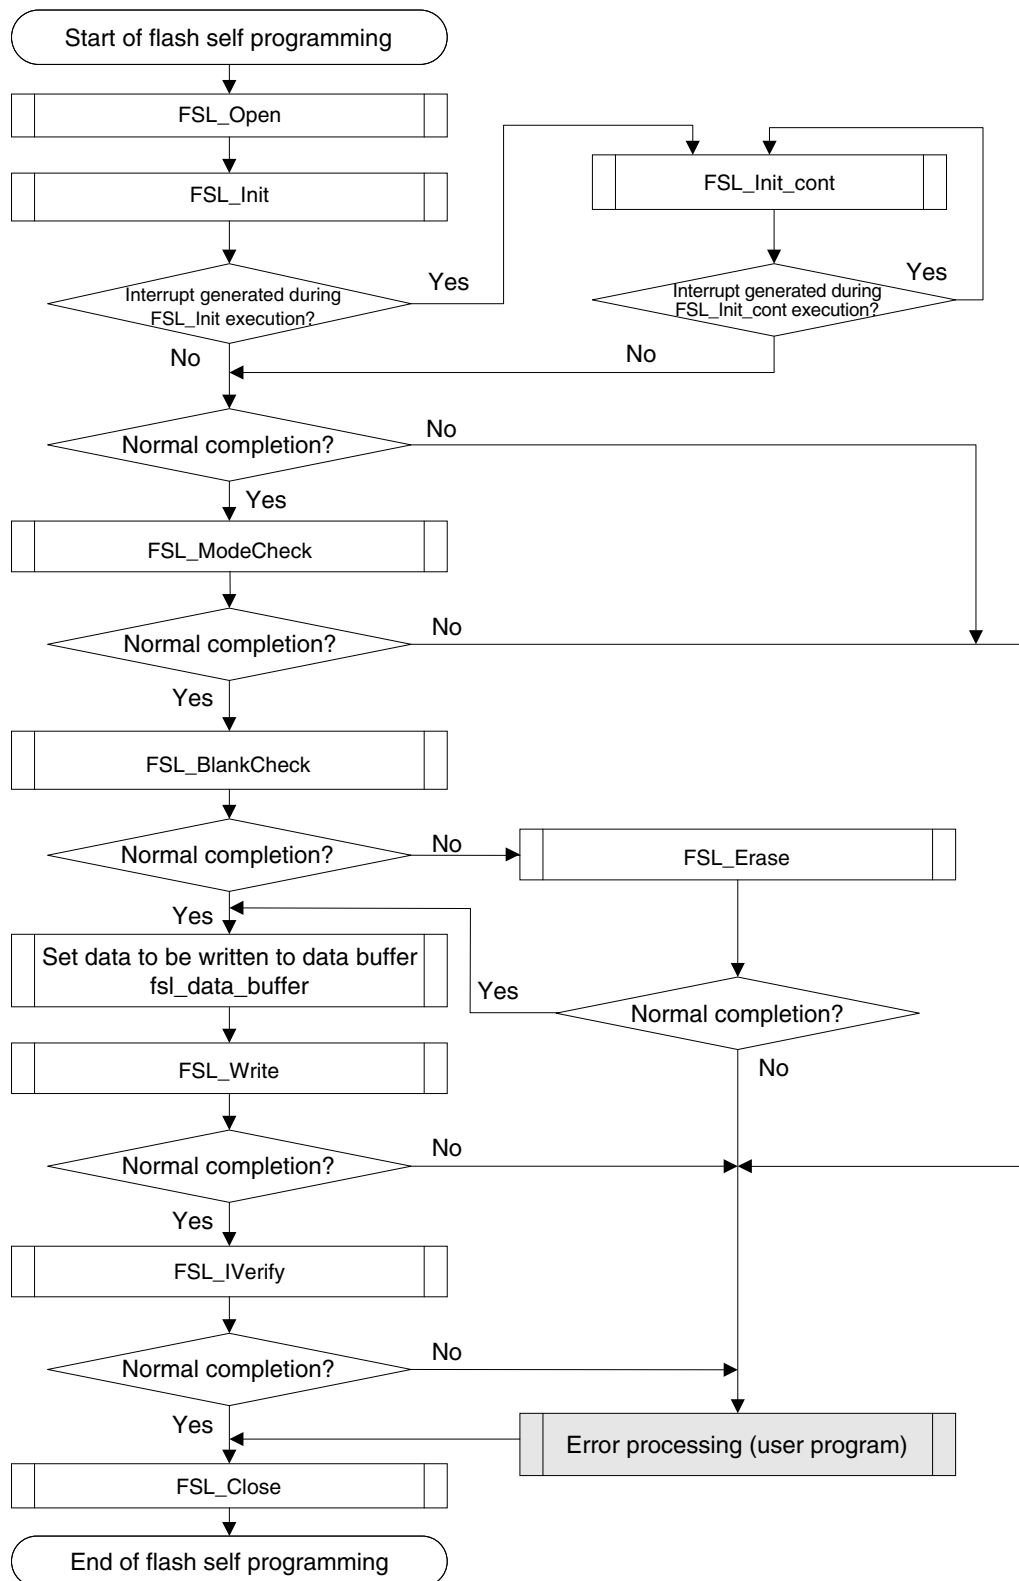 Start of flash self programming
FSL_Open
FSL_Init
FSL_Init_cont
Interrupt generated during
FSL_Init execution?
Yes
Interrupt generated during
FSL_Init_cont execution?
Yes
No
No
Normal completion?
No
Yes
FSL_ModeCheck
Normal completion?
No
Yes
FSL_BlankCheck
Normal completion?
No
FSL_Erase
Yes
Set data to be written to data buffer
fsl_data_buffer
Yes
Normal completion?
No
FSL_Write
Normal completion?
No
Yes
FSL_IVerify
Normal completion?
No
Yes
Error processing (user program)
FSL_Close
End of flash self programming